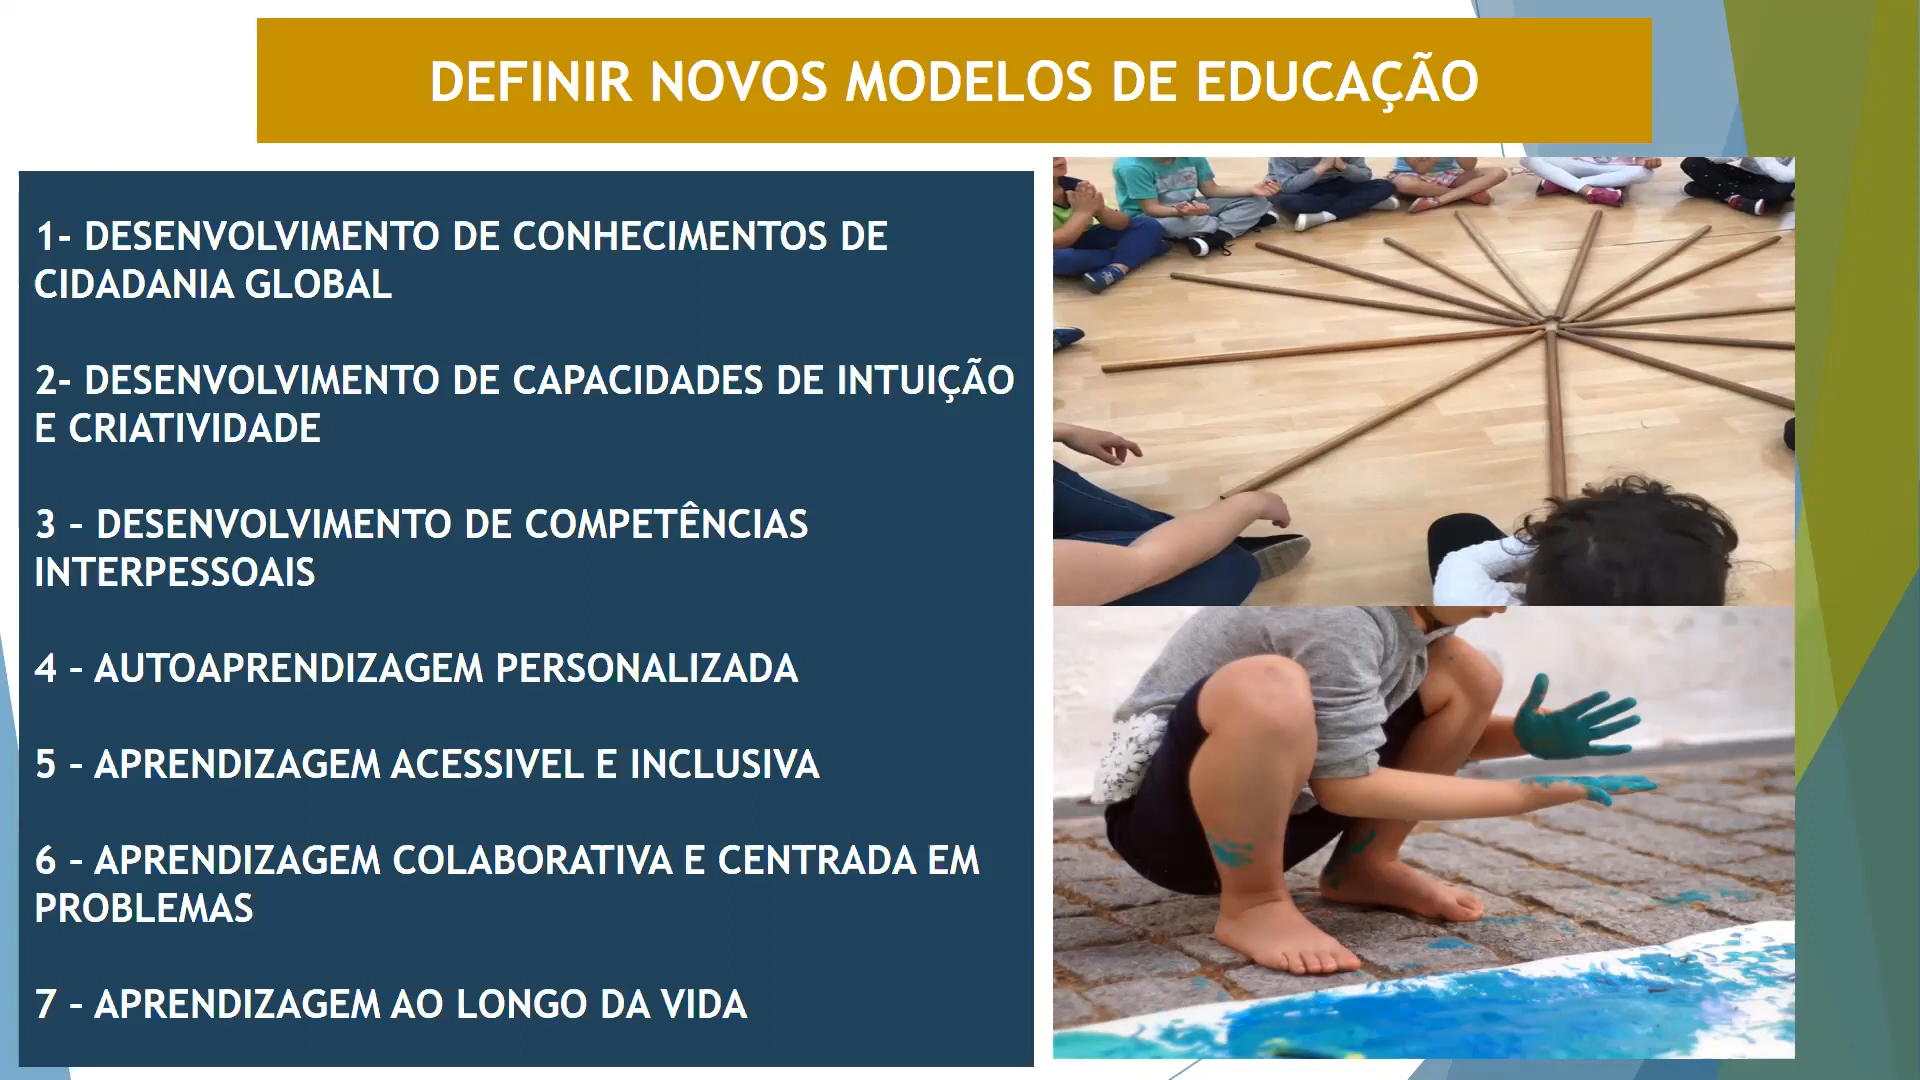 DEFINIR NOVOS MODELOS DE EDUCAÇÃO
1- DESENVOLVIMENTO DE CONHECIMENTOS DE
CIDADANIA GLOBAL
2- DESENVOLVIMENTO DE CAPACIDADES DE INTUIÇÃO
E CRIATIVIDADE
3 – DESENVOLVIMENTO DE COMPETÊNCIAS
INTERPESSOAIS
4 – AUTOAPRENDIZAGEM PERSONALIZADA
5 – APRENDIZAGEM ACESSIVEL E INCLUSIVA
6 – APRENDIZAGEM COLABORATIVA E CENTRADA EM
PROBLEMAS
7 – APRENDIZAGEM AO LONGO DA VIDA